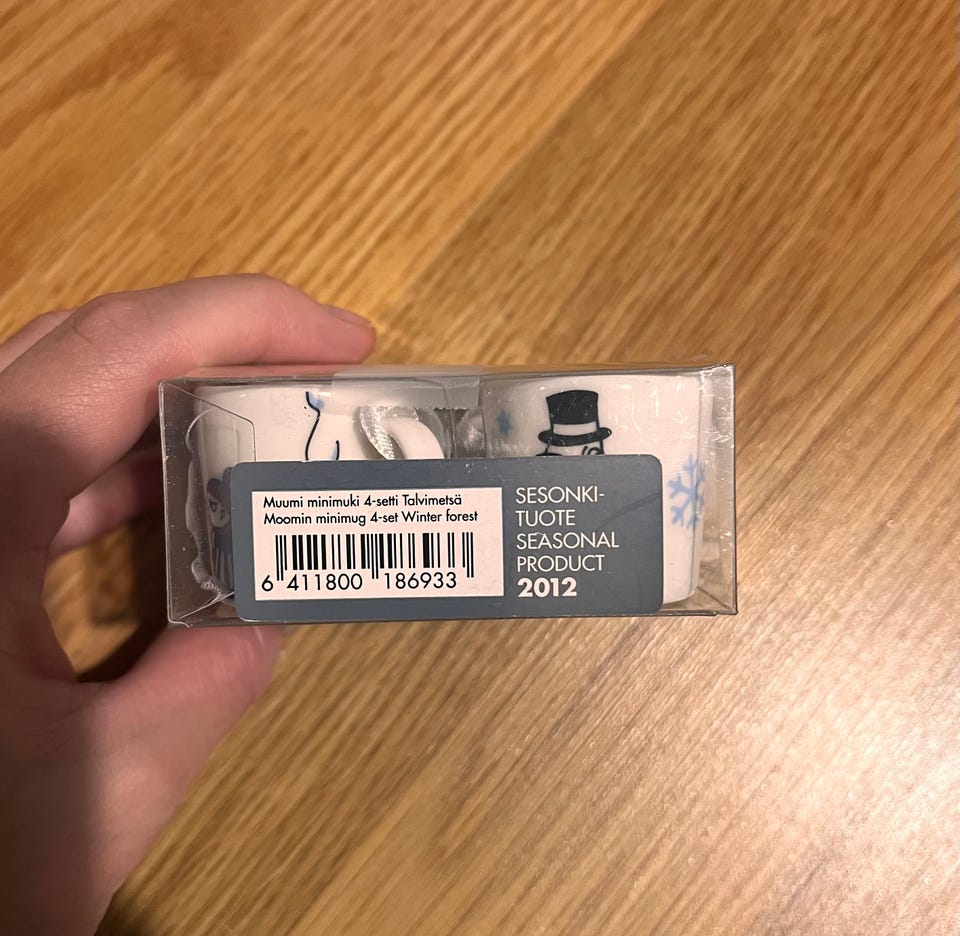 Muumi minimuki 4-setti Talvimetsä
Moomin minimug 4-set Winter forest
6 411800 186933
SESONKI-
TUOTE
SEASONAL
PRODUCT
2012